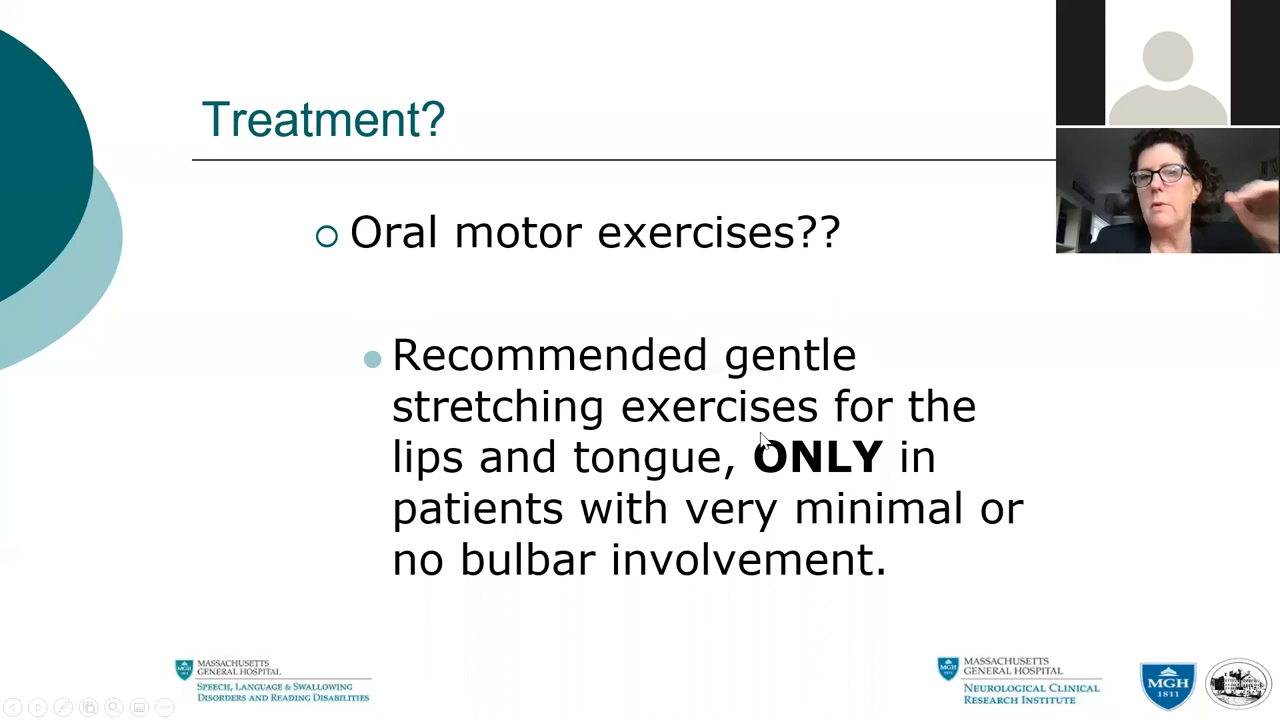 Treatment?
Oral motor exercises??
Recommended gentle
stretching exercises for the
lips and tongue, ONLY in
patients with very minimal or
no bulbar involvement.
MASSACHUSETTS
GENERAL HOSPITAL
SPEECH, LANGUAGE & SWALLOWING
DISORDERS AND READING DISABILITIES
MASSACHUSETTS
GENERAL HOSPITAL
NEUROLOGICAL CLINICAL
RESEARCH INSTITUTE
MGH
1811